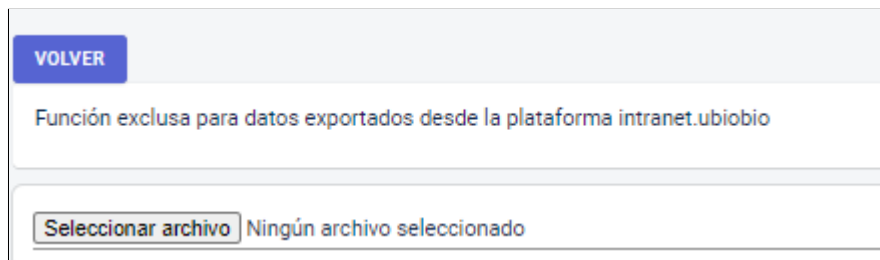 VOLVER
Función exclusa para datos exportados desde la plataforma intranet.ubiobio
Seleccionar archivo Ningún archivo seleccionado